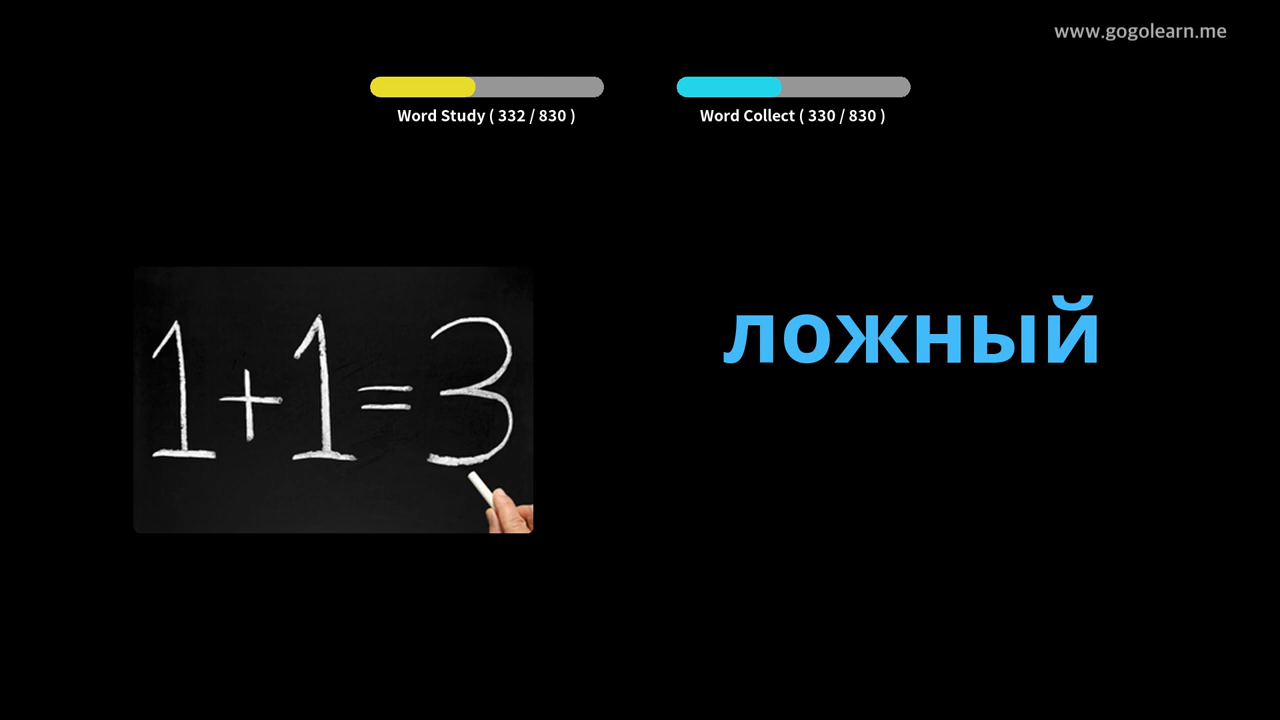 www.gogolearn.me
Word Study ( 332 / 830 )
Word Collect ( 330 / 830 )
1+1=3
ложный